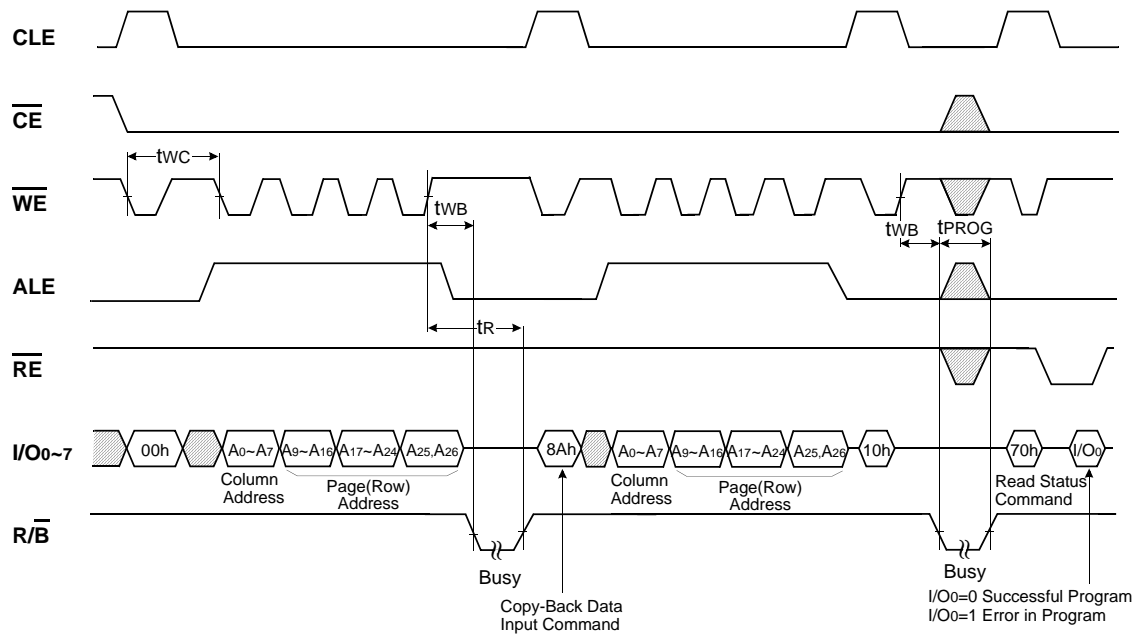 CLE
CE
tWC
WE
tWB
tWB
tPROG
ALE
tR
RE
I/O0~7
00h
A0~A7
A9~A16
A17~A24
A25,A26
8Ah
A0~A7
A9~A16
A17~A24
A25,A26
10h
70h
I/O0
Column
Address
Page(Row)
Address
Column
Address
Page(Row)
Address
Read Status
Command
R/B
Busy
Busy
Copy-Back Data
Input Command
I/O0=0 Successful Program
I/O0=1 Error in Program